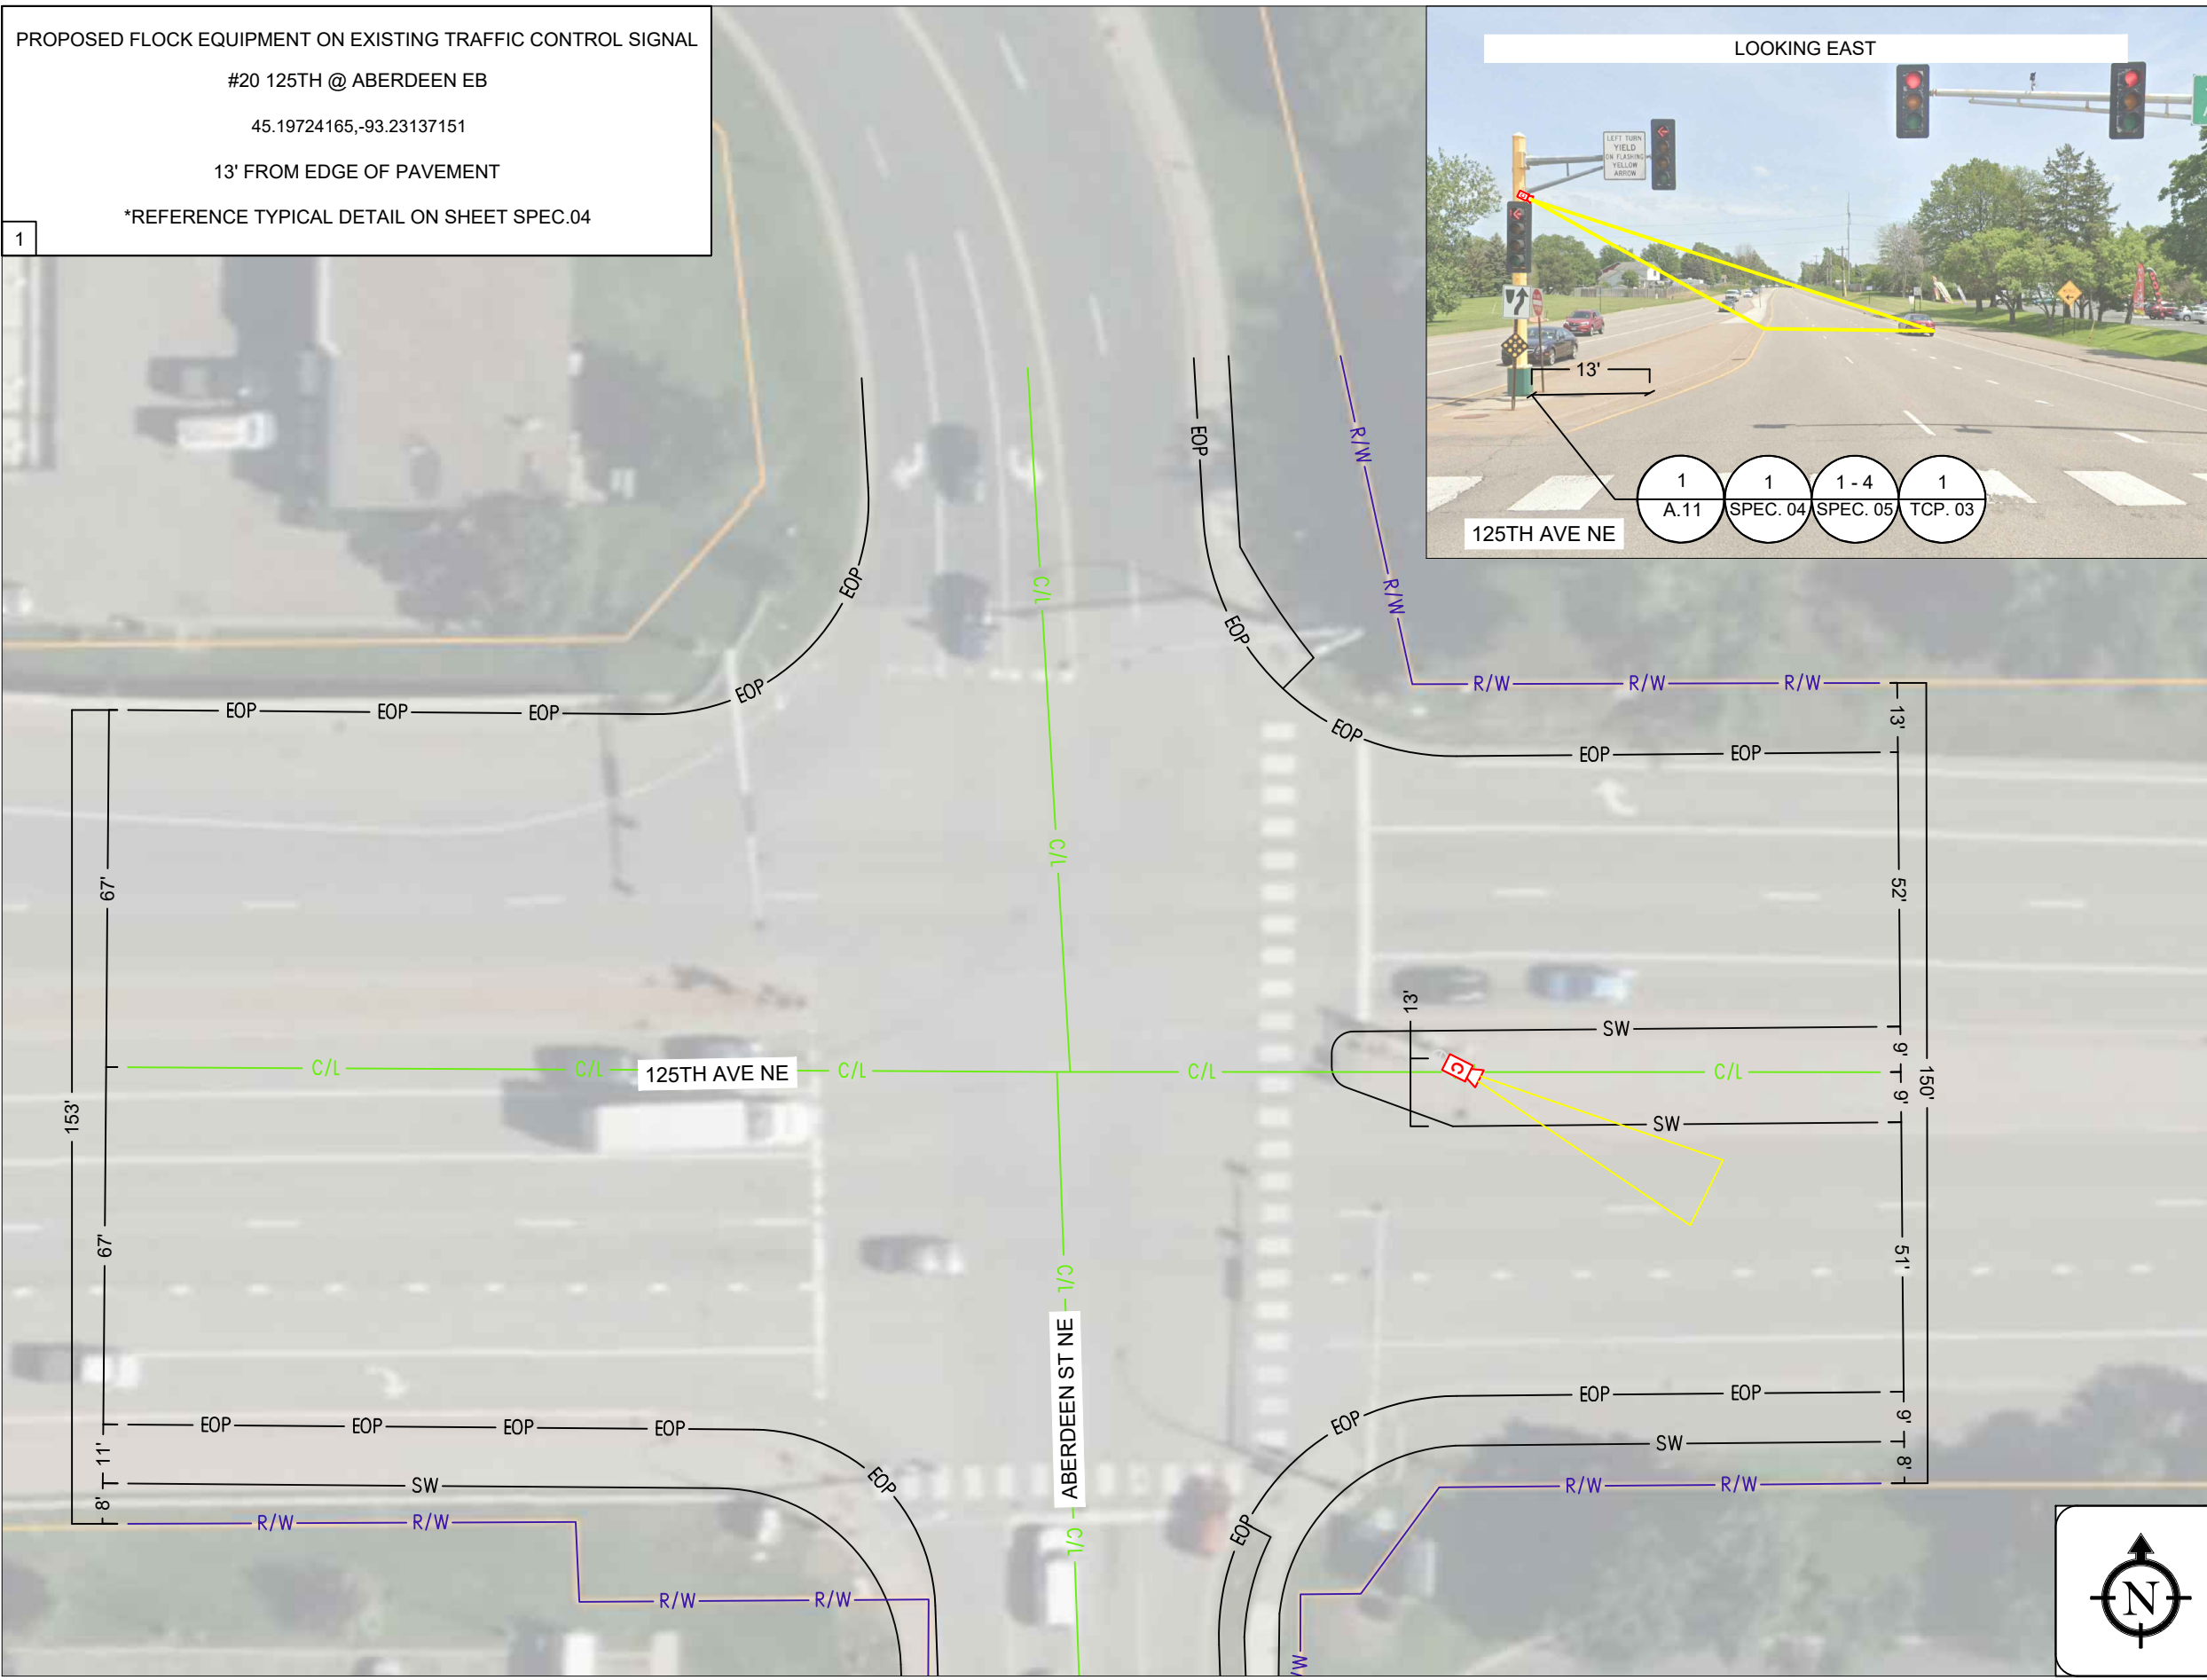 PROPOSED FLOCK EQUIPMENT ON EXISTING TRAFFIC CONTROL SIGNAL
#20 125TH @ ABERDEEN EB
45.19724165,-93.23137151
13' FROM EDGE OF PAVEMENT
*REFERENCE TYPICAL DETAIL ON SHEET SPEC.04
1
LOOKING EAST
LEFT TURN
YIELD
ON FLASHING
YELLOW
ARROW
13'
1
A.11
1
SPEC. 04
1 - 4
SPEC. 05
1
TCP. 03
125TH AVE NE
EOP
R/W
C/L
EOP
R/W
EOP
EOP
R/W
R/W
R/W
EOP
EOP
EOP
EOP
13'
EOP
EOP
EOP
67'
C/L
52'
13'
SW
9'
C/L
C/L
125TH AVE NE
C/L
C/L
C
C/L
150'
9'
153'
SW
67'
C/L
51'
ABERDEEN ST NE
EOP
EOP
EOP
EOP
EOP
EOP
EOP
9'
11'
SW
SW
8'
EOP
R/W
R/W
8'
R/W
R/W
EOP
C/L
R/W
R/W
/W
N